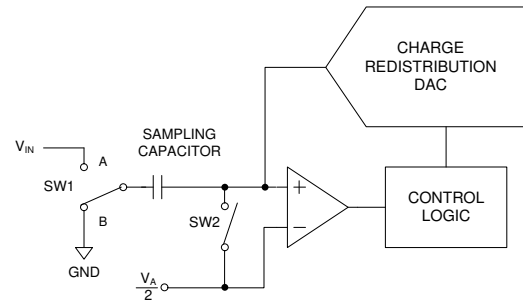 CHARGE
REDISTRIBUTION
DAC
V_IN
SAMPLING
CAPACITOR
A
SW1
B
SW2
+
−
CONTROL
LOGIC
GND
V_A
2